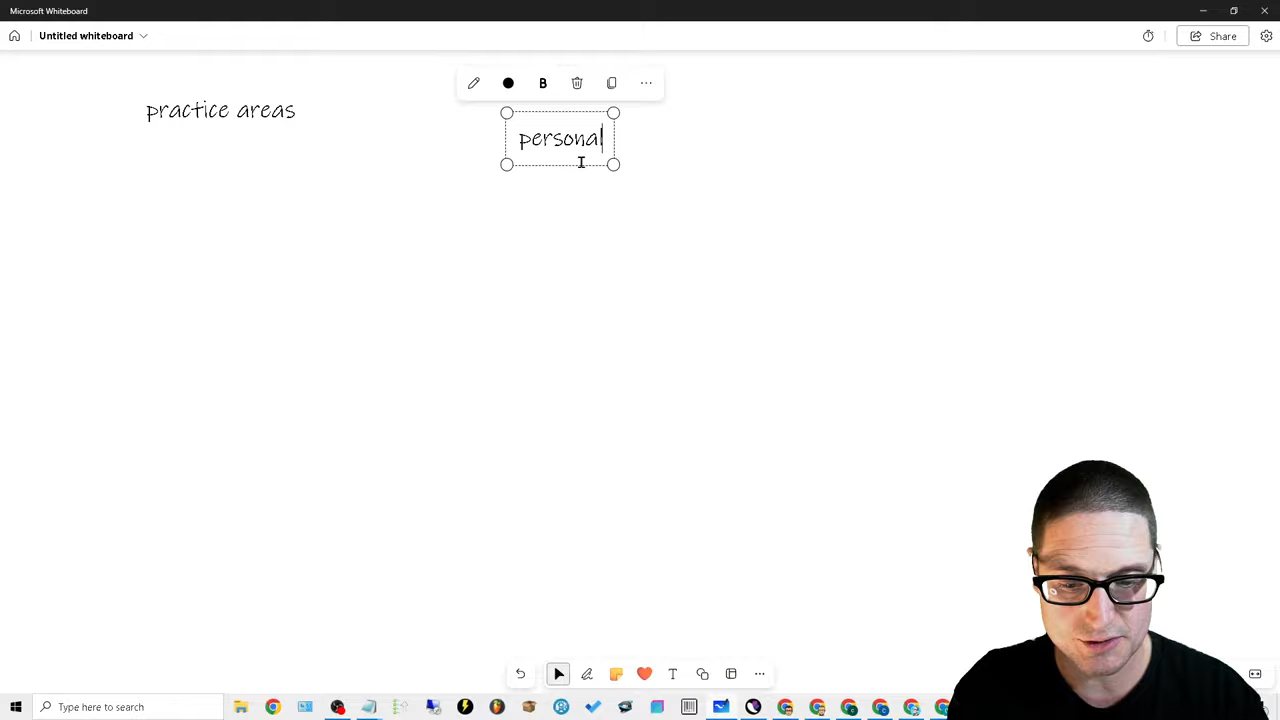 Microsoft Whiteboard
Untitled whiteboard
Share
B
practice areas
personal
T
Type here to search